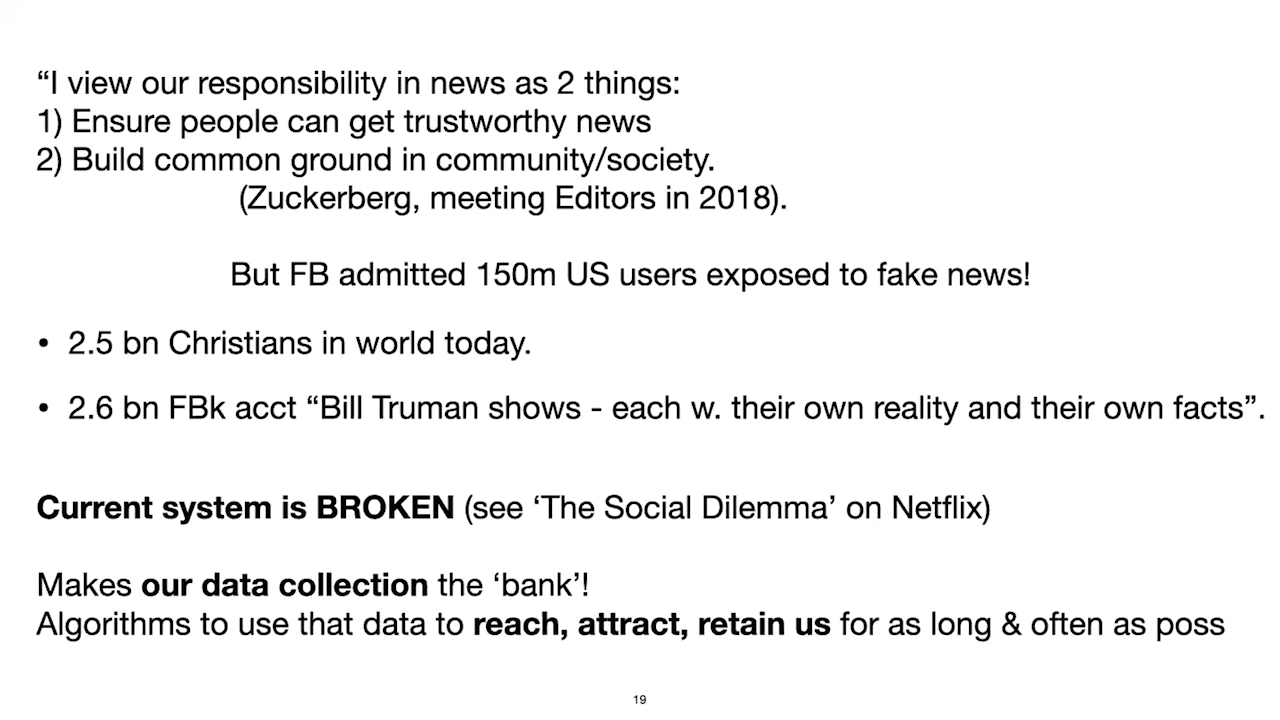 “I view our responsibility in news as 2 things:
1) Ensure people can get trustworthy news
2) Build common ground in community/society.
(Zuckerberg, meeting Editors in 2018).
But FB admitted 150m US users exposed to fake news!
• 2.5 bn Christians in world today.
• 2.6 bn FBk acct “Bill Truman shows - each w. their own reality and their own facts”.
Current system is BROKEN (see ‘The Social Dilemma’ on Netflix)
Makes our data collection the ‘bank’!
Algorithms to use that data to reach, attract, retain us for as long & often as poss
19